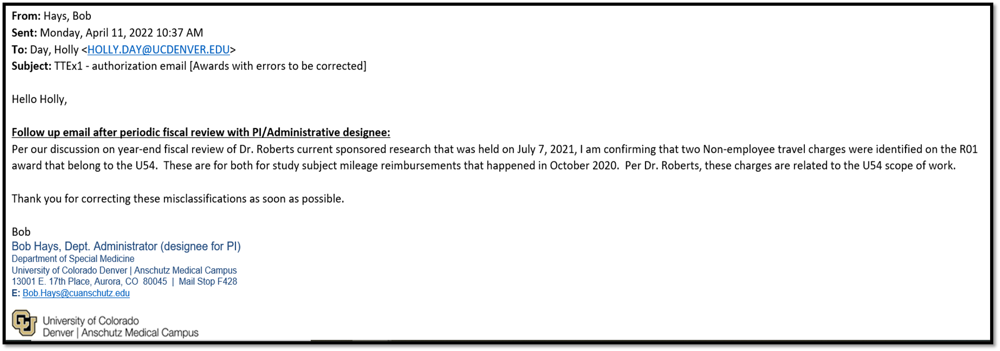 From: Hays, Bob
Sent: Monday, April 11, 2022 10:37 AM
To: Day, Holly <HOLLY.DAY@UCDENVER.EDU>
Subject: TTEx1 - authorization email [Awards with errors to be corrected]
Hello Holly,
Follow up email after periodic fiscal review with PI/Administrative designee:
Per our discussion on year-end fiscal review of Dr. Roberts current sponsored research that was held on July 7, 2021, I am confirming that two Non-employee travel charges were identified on the R01
award that belong to the U54.  These are for both for study subject mileage reimbursements that happened in October 2020.  Per Dr. Roberts, these charges are related to the U54 scope of work.
Thank you for correcting these misclassifications as soon as possible.
Bob
Bob Hays, Dept. Administrator (designee for PI)
Department of Special Medicine
University of Colorado Denver | Anschutz Medical Campus
13001 E. 17th Place, Aurora, CO  80045  |  Mail Stop F428
E: Bob.Hays@cuanschutz.edu
University of Colorado
Denver | Anschutz Medical Campus